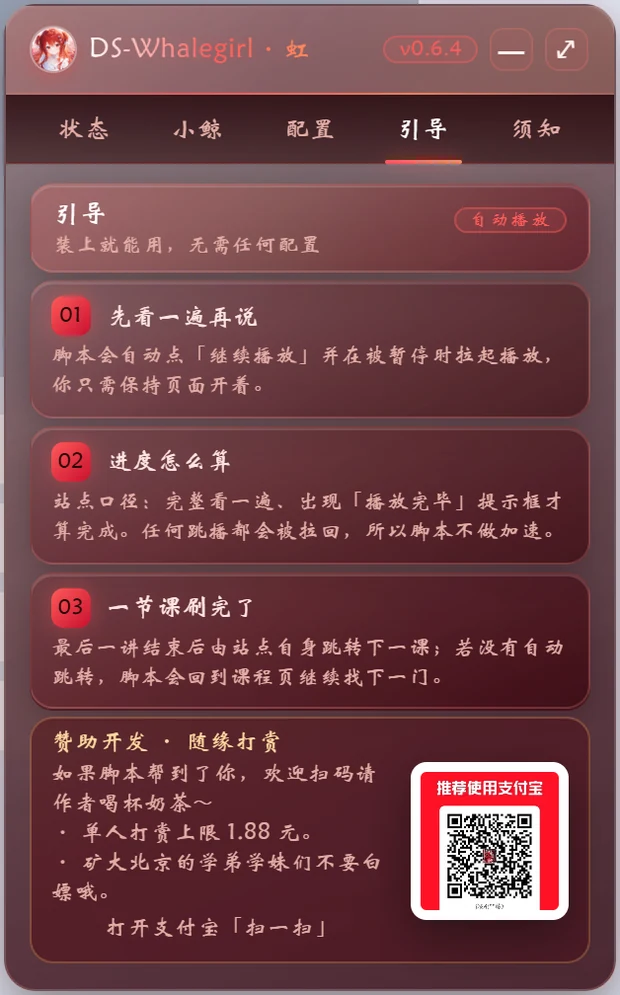 DS-Whalegirl · 虹
v0.6.4
状态
小鲸
配置
引导
须知
引导
自动播放
装上就能用，无需任何配置
01 先看一遍再说
脚本会自动点「继续播放」并在被暂停时拉起播放，
你只需保持页面开着。
02 进度怎么算
站点口径：完整看一遍、出现「播放完毕」提示框才
算完成。任何跳播都会被拉回，所以脚本不做加速。
03 一节课刷完了
最后一讲结束后由站点自身跳转下一课；若没有自动
跳转，脚本会回到课程页继续找下一门。
赞助开发 · 随缘打赏
如果脚本帮到了你，欢迎扫码请
作者喝杯奶茶～
· 单人打赏上限 1.88 元。
· 矿大北京的学弟学妹们不要白
嫖哦。
打开支付宝「扫一扫」
推荐使用支付宝